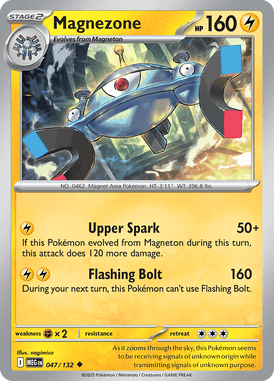 STAGE 2
Magnezone
HP 160
Evolves from Magneton
NO. 0462 Magnet Area Pokémon HT: 3'11" WT: 396.8 lbs.
Upper Spark 50+
If this Pokémon evolved from Magneton during this turn,
this attack does 120 more damage.
Flashing Bolt 160
During your next turn, this Pokémon can't use Flashing Bolt.
weakness ×2 resistance retreat
Illus. nagimiso
I MEG EN 047/132
As it zooms through the sky, this Pokémon seems
to be receiving signals of unknown origin while
transmitting signals of unknown purpose.
©2025 Pokémon / Nintendo / Creatures / GAME FREAK